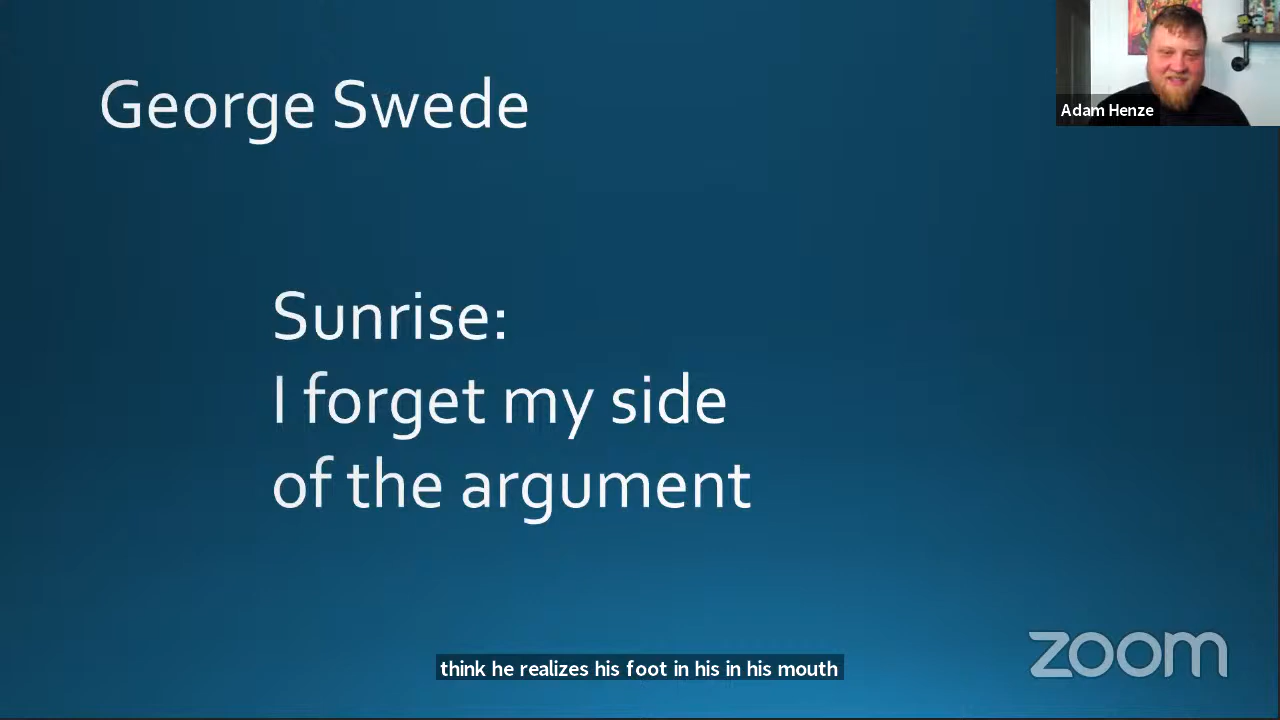 George Swede
Adam Henze
Sunrise:
I forget my side
of the argument
zoom
think he realizes his foot in his in his mouth